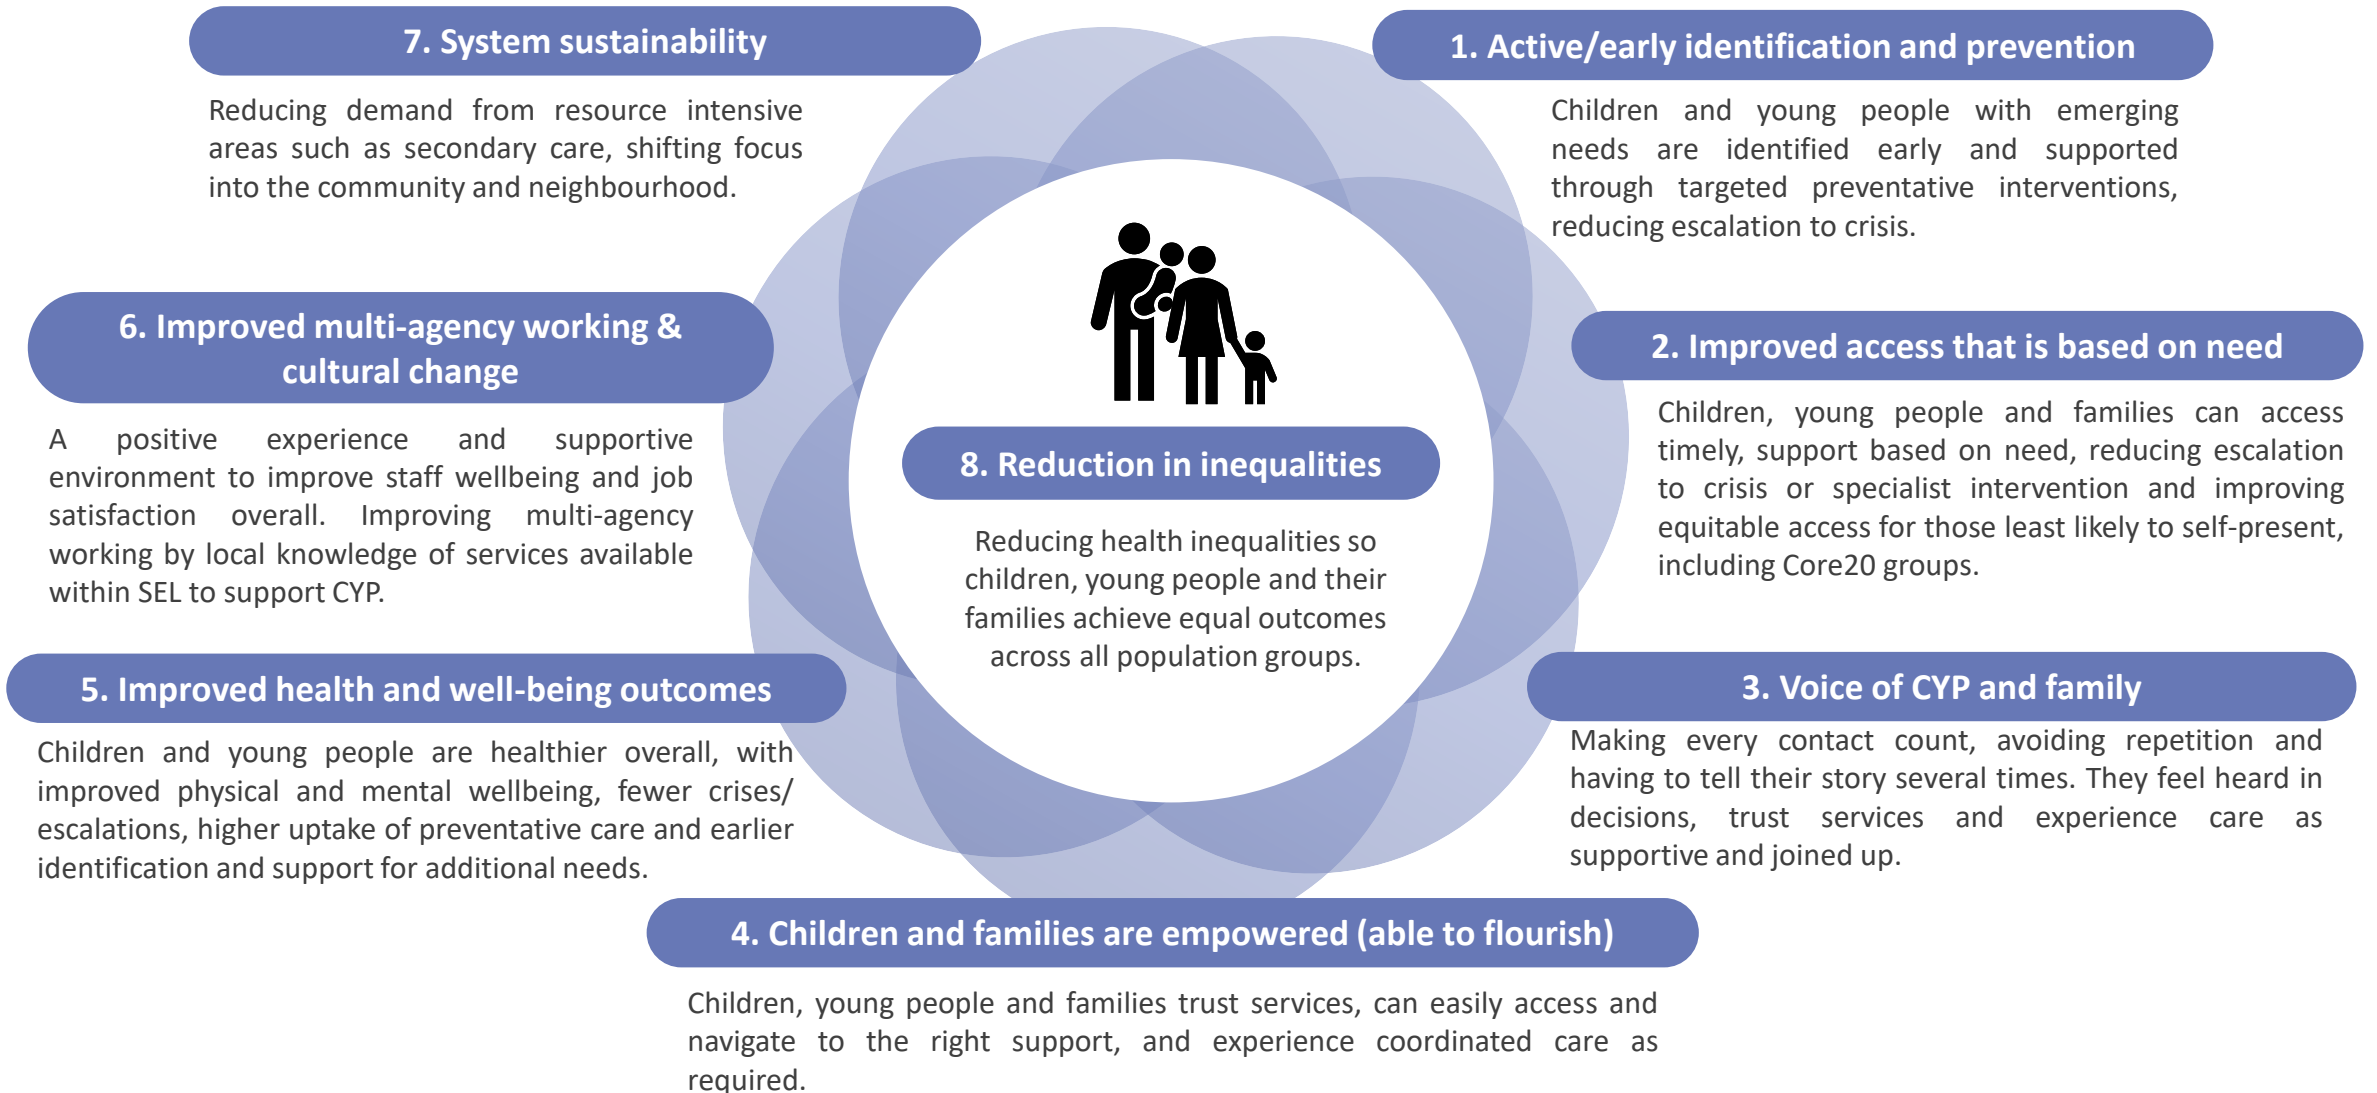 1. Active/early identification and prevention
Children and young people with emerging
needs are identified early and supported
through targeted preventative interventions,
reducing escalation to crisis.
2. Improved access that is based on need
Children, young people and families can access
timely, support based on need, reducing escalation
to crisis or specialist intervention and improving
equitable access for those least likely to self-present,
including Core20 groups.
3. Voice of CYP and family
Making every contact count, avoiding repetition and
having to tell their story several times. They feel heard in
decisions, trust services and experience care as
supportive and joined up.
4. Children and families are empowered (able to flourish)
Children, young people and families trust services, can easily access and
navigate to the right support, and experience coordinated care as
required.
5. Improved health and well-being outcomes
Children and young people are healthier overall, with
improved physical and mental wellbeing, fewer crises/
escalations, higher uptake of preventative care and earlier
identification and support for additional needs.
6. Improved multi-agency working &
cultural change
A positive experience and supportive
environment to improve staff wellbeing and job
satisfaction overall. Improving multi-agency
working by local knowledge of services available
within SEL to support CYP.
7. System sustainability
Reducing demand from resource intensive
areas such as secondary care, shifting focus
into the community and neighbourhood.
8. Reduction in inequalities
Reducing health inequalities so
children, young people and their
families achieve equal outcomes
across all population groups.